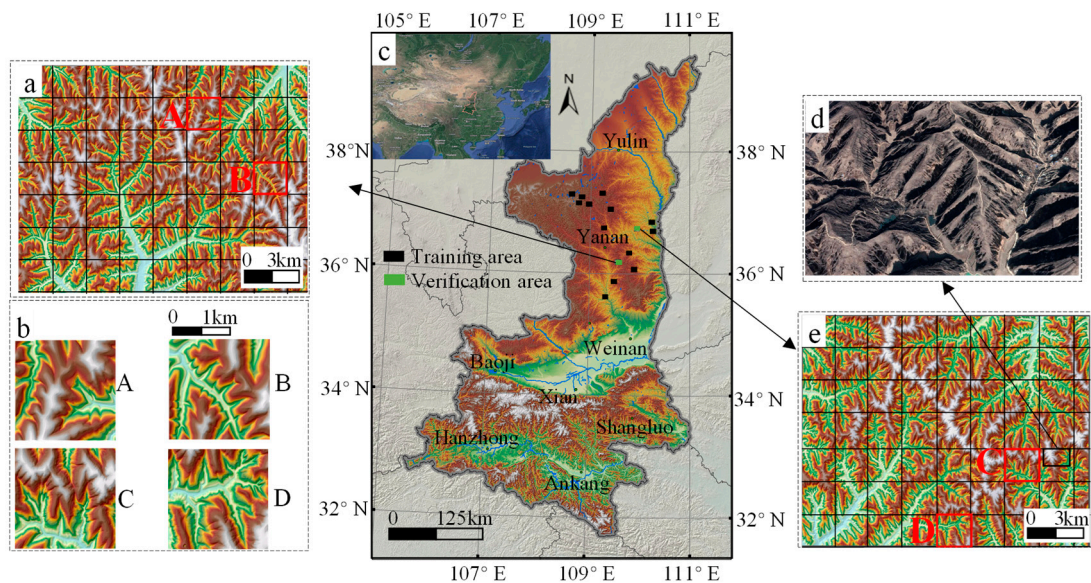 105° E 107° E 109° E 111° E
a
A
B
0 3km
b
0 1km
A
B
C
D
c
N
Yulin
Yanan
Training area
Verification area
Weinan
Baoji
Xian
Shangluo
Hanzhong
Ankang
0 125km
38° N
36° N
34° N
32° N
38° N
36° N
34° N
32° N
107° E 109° E 111° E
d
e
C
D
0 3km